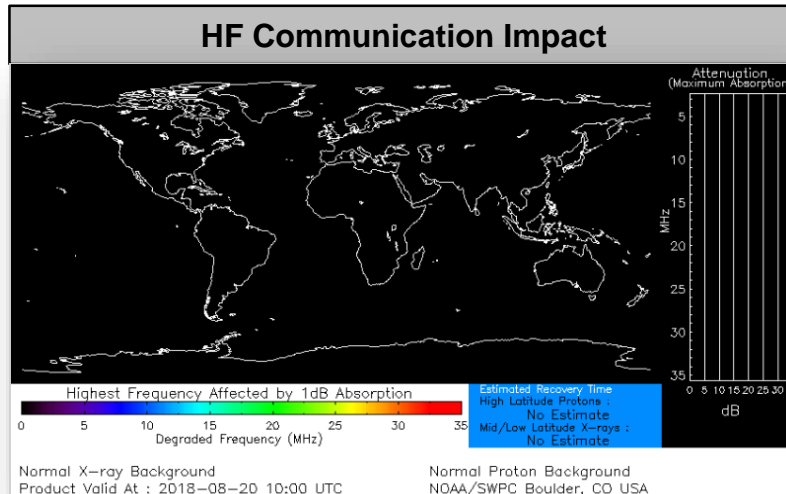 HF Communication Impact
Attenuation
(Maximum Absorption
5
10
15
20
25
30
35
MHz
0 5 10 15 20 25 30
dB
Highest Frequency Affected by 1dB Absorption
0 5 10 15 20 25 30 35
Degraded Frequency (MHz)
Estimated Recovery Time
High Latitude Protons :
No Estimate
Mid/Low Latitude X-rays :
No Estimate
Normal X-ray Background
Product Valid At : 2018-08-20 10:00 UTC
Normal Proton Background
NOAA/SWPC Boulder, CO USA